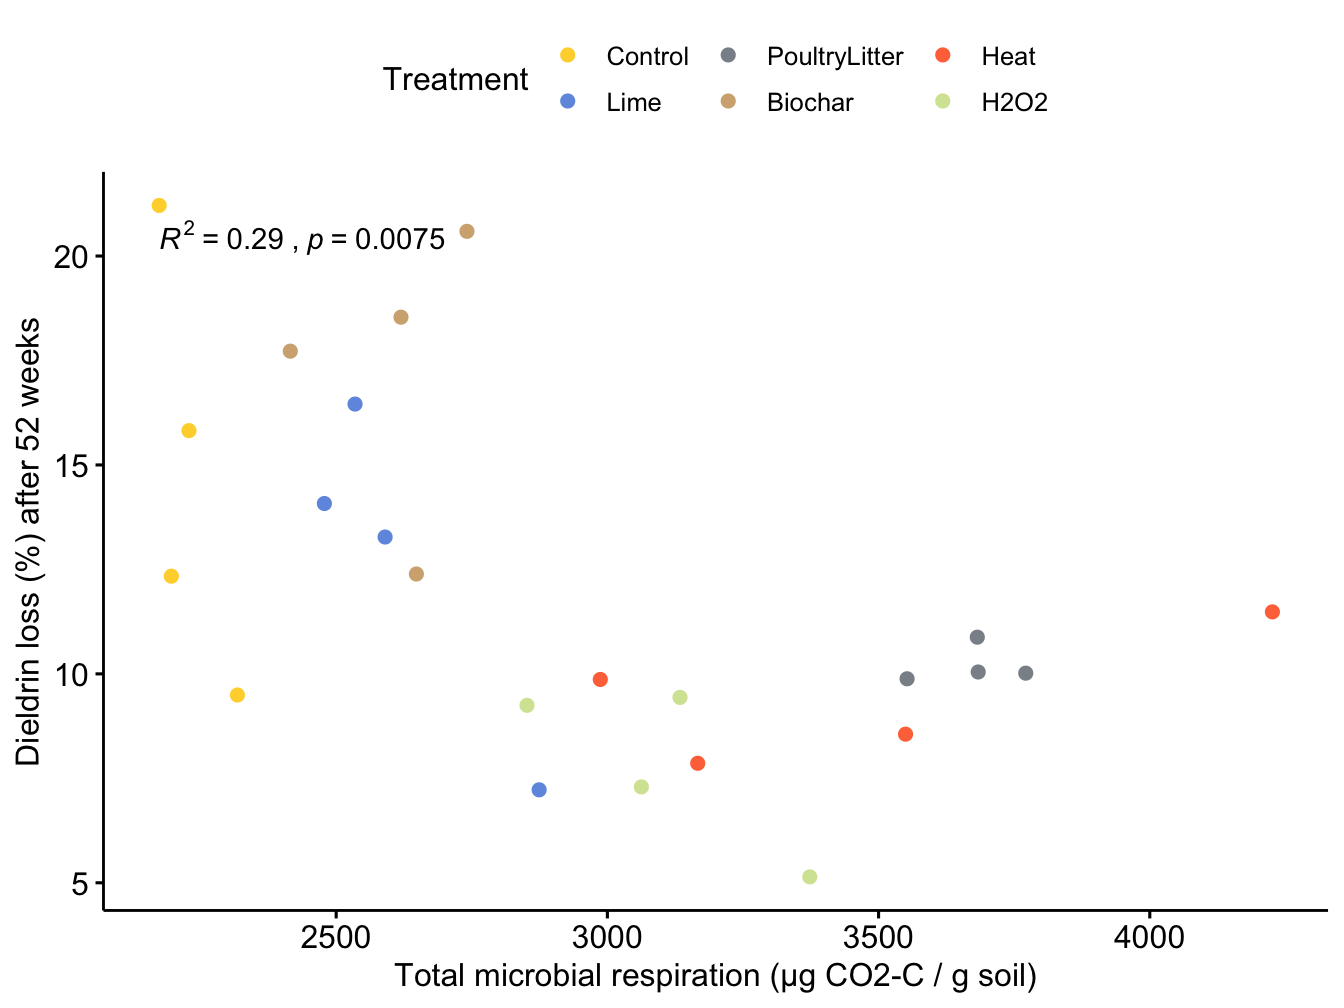 Treatment
Control PoultryLitter Heat
Lime Biochar H2O2
R2 = 0.29 , p = 0.0075
20
15
10
5
Dieldrin loss (%) after 52 weeks
2500 3000 3500 4000
Total microbial respiration (µg CO2-C / g soil)